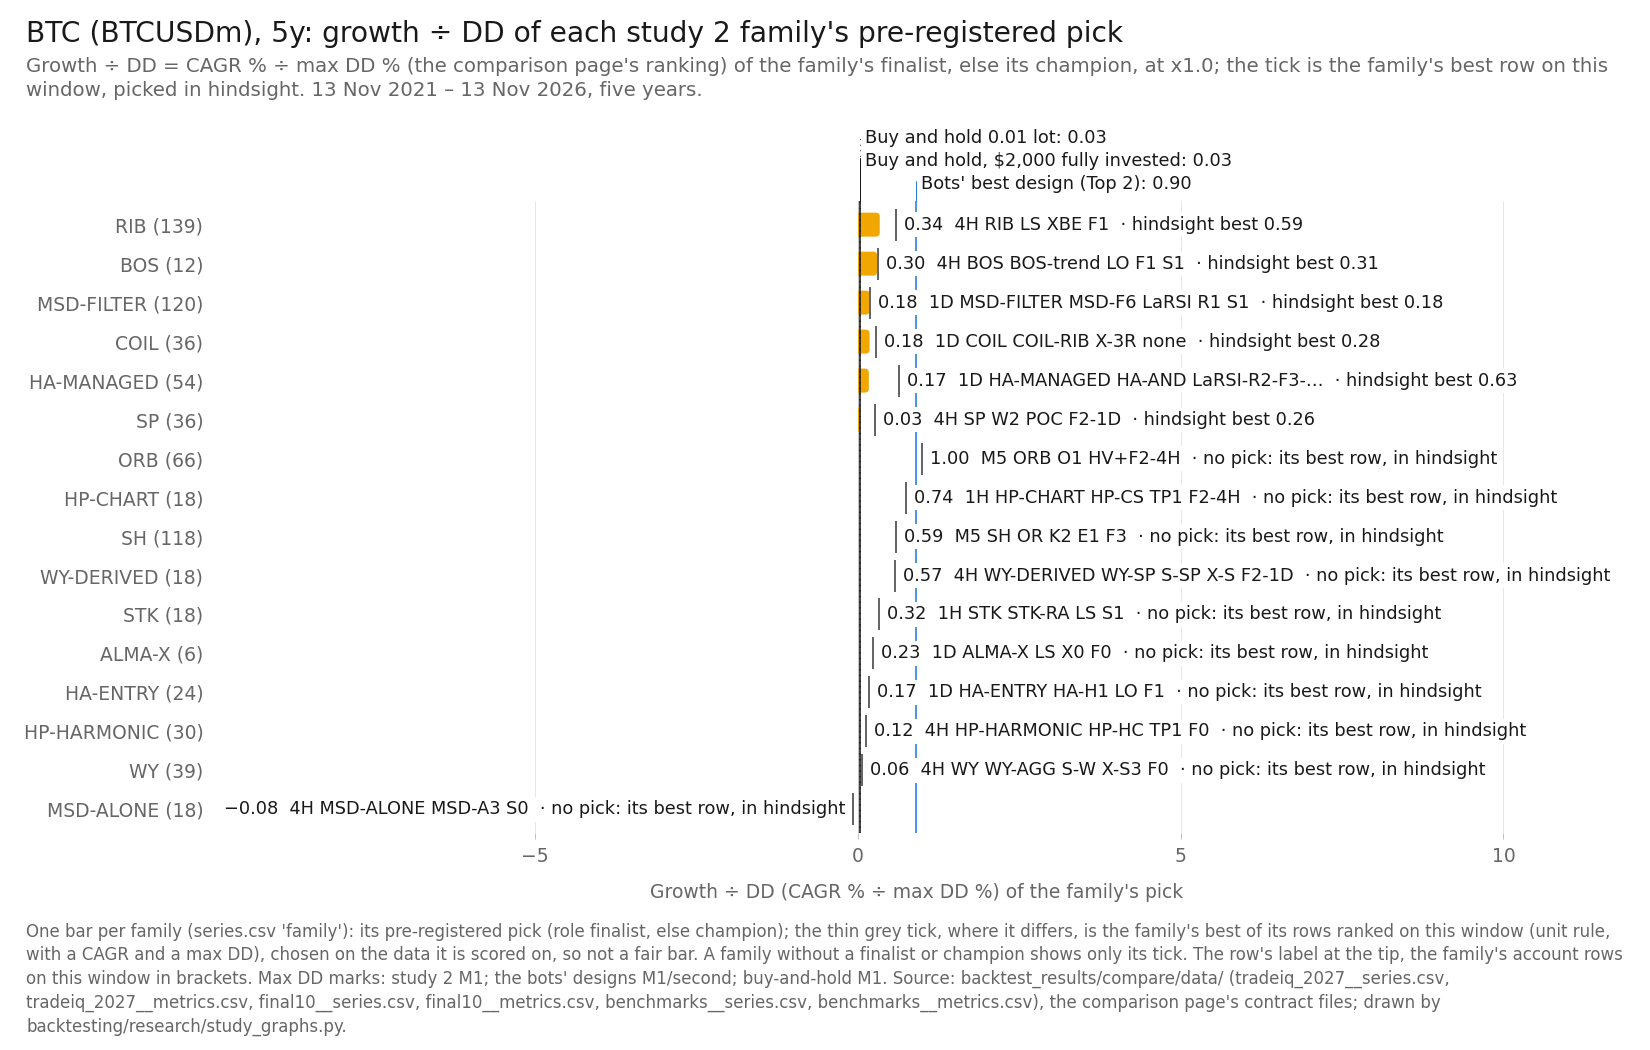 BTC (BTCUSDm), 5y: growth ÷ DD of each study 2 family's pre-registered pick
Growth ÷ DD = CAGR % ÷ max DD % (the comparison page's ranking) of the family's finalist, else its champion, at x1.0; the tick is the family's best row on this
window, picked in hindsight. 13 Nov 2021 – 13 Nov 2026, five years.
Buy and hold 0.01 lot: 0.03
Buy and hold, $2,000 fully invested: 0.03
Bots' best design (Top 2): 0.90
RIB (139) 0.34 4H RIB LS XBE F1 · hindsight best 0.59
BOS (12) 0.30 4H BOS BOS-trend LO F1 S1 · hindsight best 0.31
MSD-FILTER (120) 0.18 1D MSD-FILTER MSD-F6 LaRSI R1 S1 · hindsight best 0.18
COIL (36) 0.18 1D COIL COIL-RIB X-3R none · hindsight best 0.28
HA-MANAGED (54) 0.17 1D HA-MANAGED HA-AND LaRSI-R2-F3-… · hindsight best 0.63
SP (36) 0.03 4H SP W2 POC F2-1D · hindsight best 0.26
ORB (66) 1.00 M5 ORB O1 HV+F2-4H · no pick: its best row, in hindsight
HP-CHART (18) 0.74 1H HP-CHART HP-CS TP1 F2-4H · no pick: its best row, in hindsight
SH (118) 0.59 M5 SH OR K2 E1 F3 · no pick: its best row, in hindsight
WY-DERIVED (18) 0.57 4H WY-DERIVED WY-SP S-SP X-S F2-1D · no pick: its best row, in hindsight
STK (18) 0.32 1H STK STK-RA LS S1 · no pick: its best row, in hindsight
ALMA-X (6) 0.23 1D ALMA-X LS X0 F0 · no pick: its best row, in hindsight
HA-ENTRY (24) 0.17 1D HA-ENTRY HA-H1 LO F1 · no pick: its best row, in hindsight
HP-HARMONIC (30) 0.12 4H HP-HARMONIC HP-HC TP1 F0 · no pick: its best row, in hindsight
WY (39) 0.06 4H WY WY-AGG S-W X-S3 F0 · no pick: its best row, in hindsight
MSD-ALONE (18) −0.08 4H MSD-ALONE MSD-A3 S0 · no pick: its best row, in hindsight
−5 0 5 10
Growth ÷ DD (CAGR % ÷ max DD %) of the family's pick
One bar per family (series.csv 'family'): its pre-registered pick (role finalist, else champion); the thin grey tick, where it differs, is the family's best of its rows ranked on this window (unit rule,
with a CAGR and a max DD), chosen on the data it is scored on, so not a fair bar. A family without a finalist or champion shows only its tick. The row's label at the tip, the family's account rows
on this window in brackets. Max DD marks: study 2 M1; the bots' designs M1/second; buy-and-hold M1. Source: backtest_results/compare/data/ (tradeiq_2027__series.csv,
tradeiq_2027__metrics.csv, final10__series.csv, final10__metrics.csv, benchmarks__series.csv, benchmarks__metrics.csv), the comparison page's contract files; drawn by
backtesting/research/study_graphs.py.